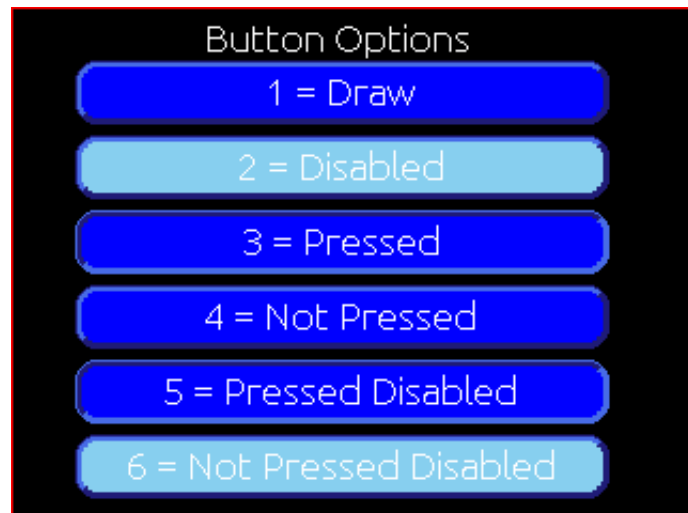 Button Options
1 = Draw
2 = Disabled
3 = Pressed
4 = Not Pressed
5 = Pressed Disabled
6 = Not Pressed Disabled